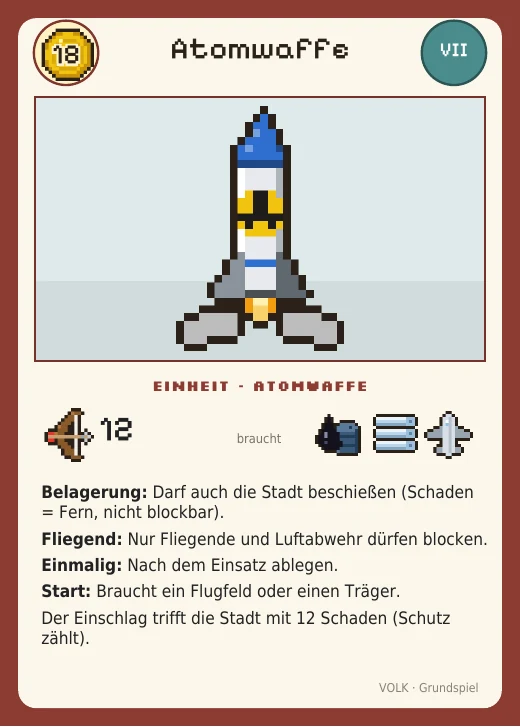 18
Atomwaffe
VII
EINHEIT - ATOMWAFFE
12
braucht
Belagerung: Darf auch die Stadt beschießen (Schaden
= Fern, nicht blockbar).
Fliegend: Nur Fliegende und Luftabwehr dürfen blocken.
Einmalig: Nach dem Einsatz ablegen.
Start: Braucht ein Flugfeld oder einen Träger.
Der Einschlag trifft die Stadt mit 12 Schaden (Schutz
zählt).
VOLK · Grundspiel